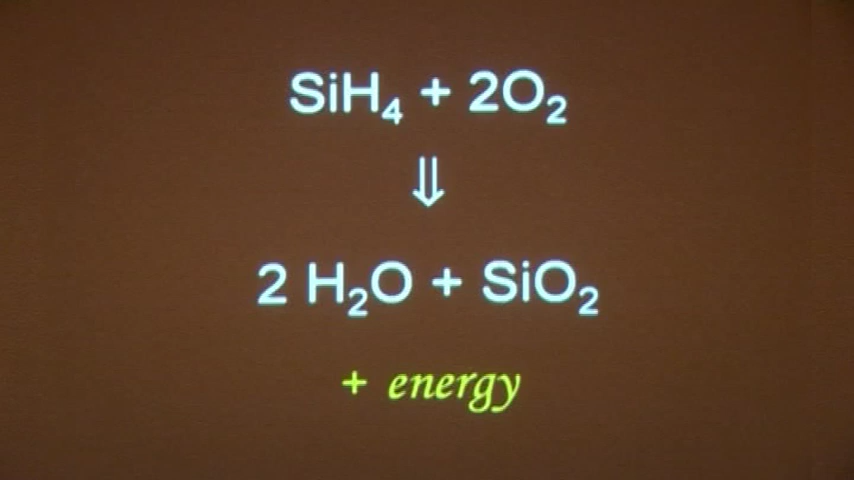 SiH₄ + 2O₂
⇓
2 H₂O + SiO₂
+ energy